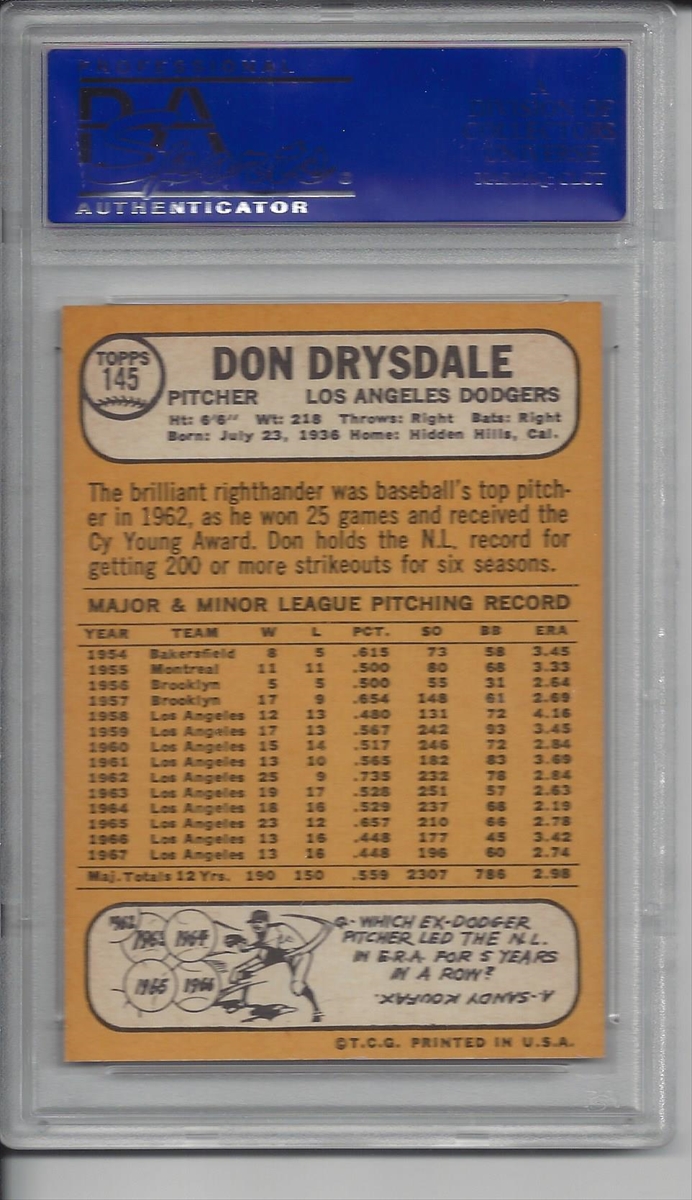 PROFESSIONAL
PSA
AUTHENTICATOR
A
DIVISION OF
COLLECTORS
UNIVERSE
TOPPS
145
DON DRYSDALE
PITCHER LOS ANGELES DODGERS
Ht: 6'6" Wt: 218 Throws: Right Bats: Right
Born: July 23, 1936 Home: Hidden Hills, Cal.
The brilliant righthander was baseball's top pitch-
er in 1962, as he won 25 games and received the
Cy Young Award. Don holds the N.L. record for
getting 200 or more strikeouts for six seasons.
MAJOR & MINOR LEAGUE PITCHING RECORD
YEAR TEAM W L PCT. SO BB ERA
1954 Bakersfield 8 5 .615 73 58 3.45
1955 Montreal 11 11 .500 80 68 3.33
1956 Brooklyn 5 5 .500 55 31 2.64
1957 Brooklyn 17 9 .654 148 61 2.69
1958 Los Angeles 12 13 .480 131 72 4.16
1959 Los Angeles 17 13 .567 242 93 3.45
1960 Los Angeles 15 14 .517 246 72 2.84
1961 Los Angeles 13 10 .565 182 83 3.69
1962 Los Angeles 25 9 .735 232 78 2.84
1963 Los Angeles 19 17 .528 251 57 2.63
1964 Los Angeles 18 16 .529 237 68 2.19
1965 Los Angeles 23 12 .657 210 66 2.78
1966 Los Angeles 13 16 .448 177 45 3.42
1967 Los Angeles 13 16 .448 196 60 2.74
Maj. Totals 12 Yrs. 190 150 .559 2307 786 2.98
1962
1963 1964
1965 1966
Q- WHICH EX-DODGER
PITCHER LED THE N.L.
IN E.R.A. FOR 5 YEARS
IN A ROW?
A- SANDY KOUFAX.
©T.C.G. PRINTED IN U.S.A.